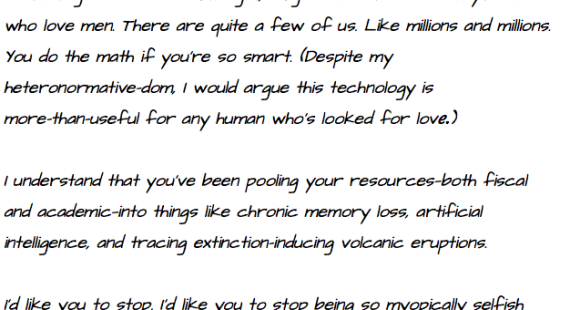 who love men. There are quite a few of us. Like millions and millions.
You do the math if you're so smart. (Despite my
heteronormative-dom, I would argue this technology is
more-than-useful for any human who's looked for love.)
I understand that you've been pooling your resources-both fiscal
and academic-into things like chronic memory loss, artificial
intelligence, and tracing extinction-inducing volcanic eruptions.
I'd like you to stop. I'd like you to stop being so myopically selfish